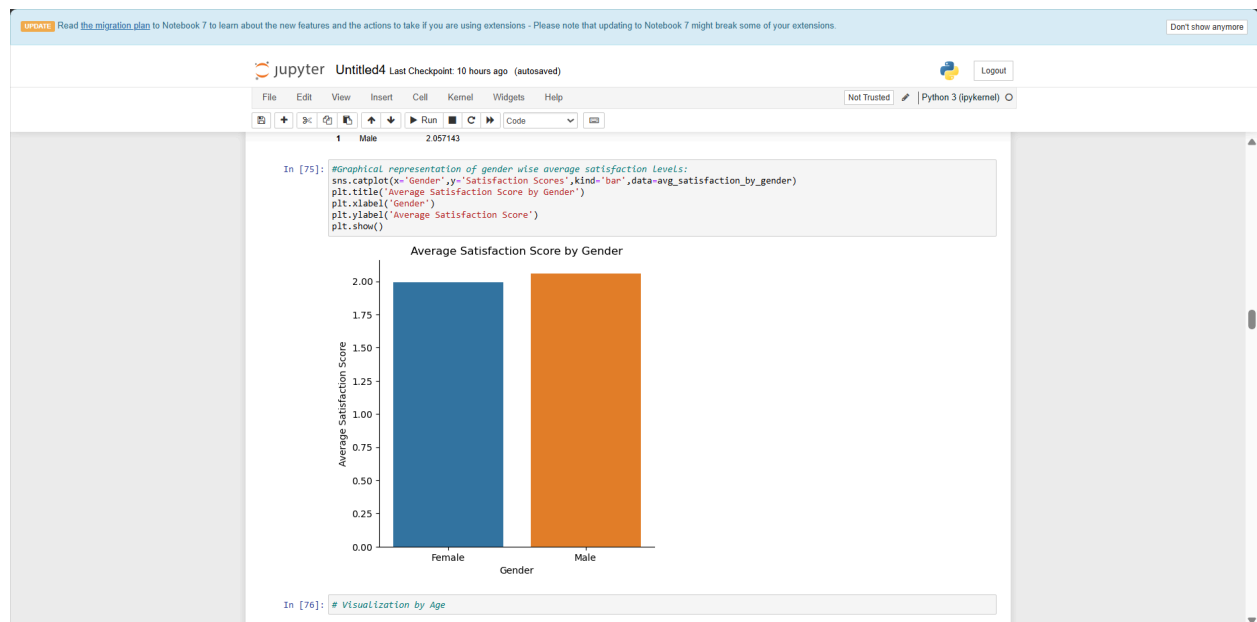 UPDATE Read the migration plan to Notebook 7 to learn about the new features and the actions to take if you are using extensions - Please note that updating to Notebook 7 might break some of your extensions.
Don't show anymore
jupyter Untitled4 Last Checkpoint: 10 hours ago (autosaved)
Logout
File Edit View Insert Cell Kernel Widgets Help
Not Trusted Python 3 (ipykernel)
Run Code
1 Male 2.057143
In [75]: #Graphical representation of gender wise average satisfaction levels:
sns.catplot(x='Gender',y='Satisfaction Scores',kind='bar',data=avg_satisfaction_by_gender)
plt.title('Average Satisfaction Score by Gender')
plt.xlabel('Gender')
plt.ylabel('Average Satisfaction Score')
plt.show()
Average Satisfaction Score by Gender
2.00
1.75
1.50
1.25
1.00
0.75
0.50
0.25
0.00
Average Satisfaction Score
Female Male
Gender
In [76]: # Visualization by Age